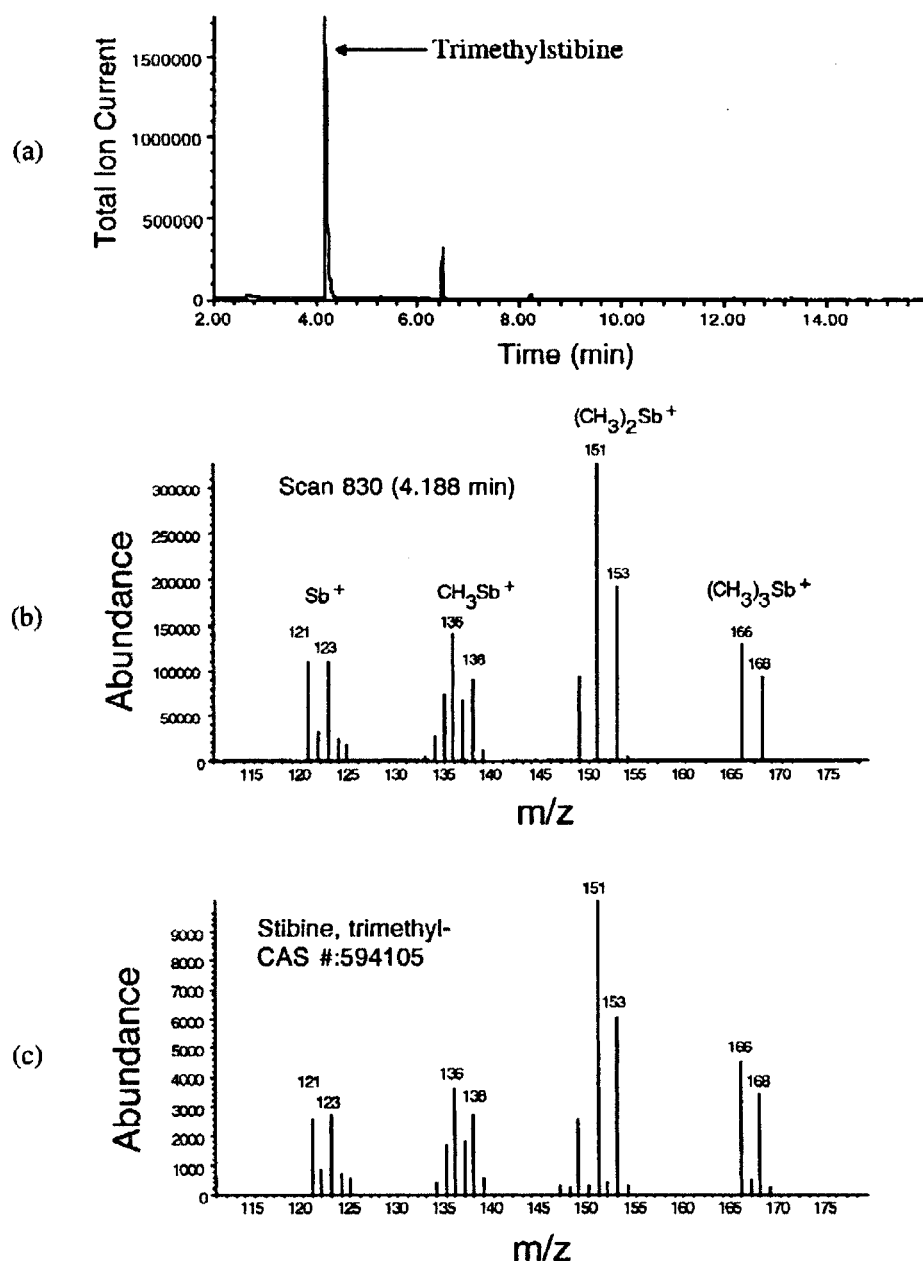 (a)
Total Ion Current
1500000
1000000
500000
0
Trimethylstibine
2.00 4.00 6.00 8.00 10.00 12.00 14.00
Time (min)
(b)
Abundance
300000
250000
200000
150000
100000
50000
0
Scan 830 (4.188 min)
Sb+
121
123
CH3Sb+
136
138
(CH3)2Sb+
151
153
(CH3)3Sb+
166
168
115 120 125 130 135 140 145 150 155 160 165 170 175
m/z
(c)
Abundance
9000
8000
7000
6000
5000
4000
3000
2000
1000
0
Stibine, trimethyl-
CAS #:594105
121
123
136
138
151
153
166
168
115 120 125 130 135 140 145 150 155 160 165 170 175
m/z